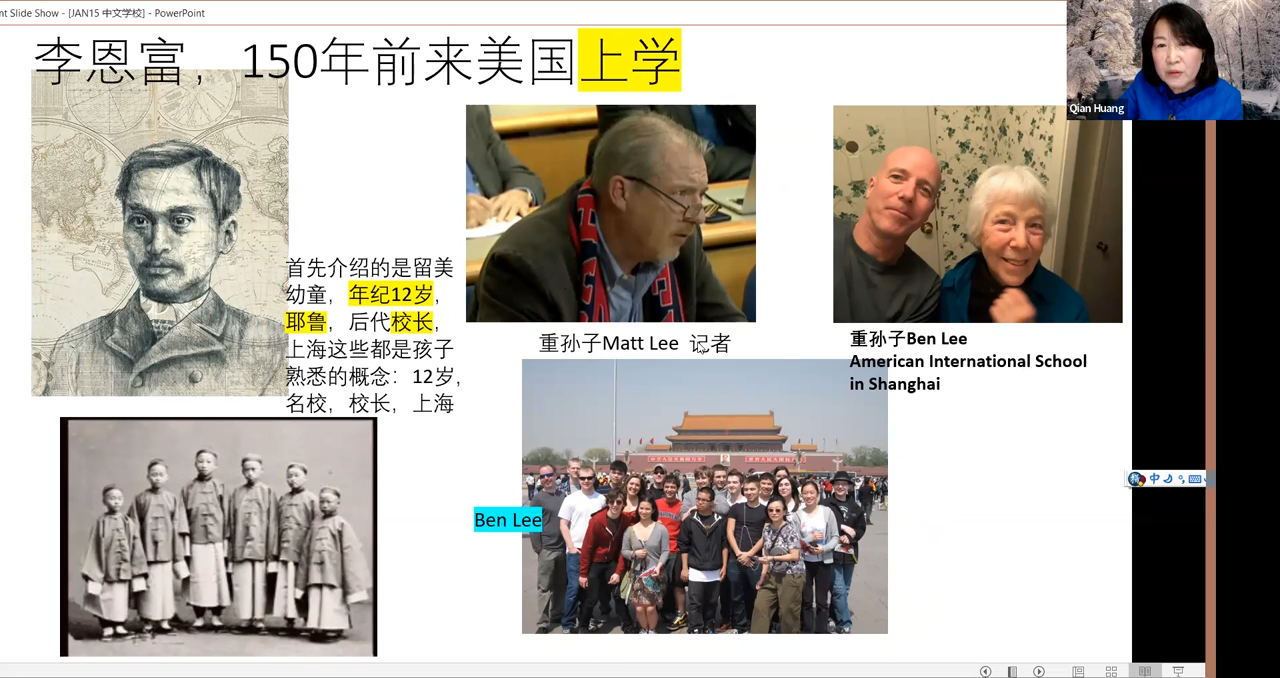 nt Slide Show - [JAN15 中文学校] - PowerPoint
李恩富，150年前来美国上学
Qian Huang
首先介绍的是留美
幼童，年纪12岁，
耶鲁，后代校长，
上海这些都是孩子
熟悉的概念：12岁，
名校，校长，上海
重孙子Matt Lee 记者
重孙子Ben Lee
American International School
in Shanghai
Ben Lee
中